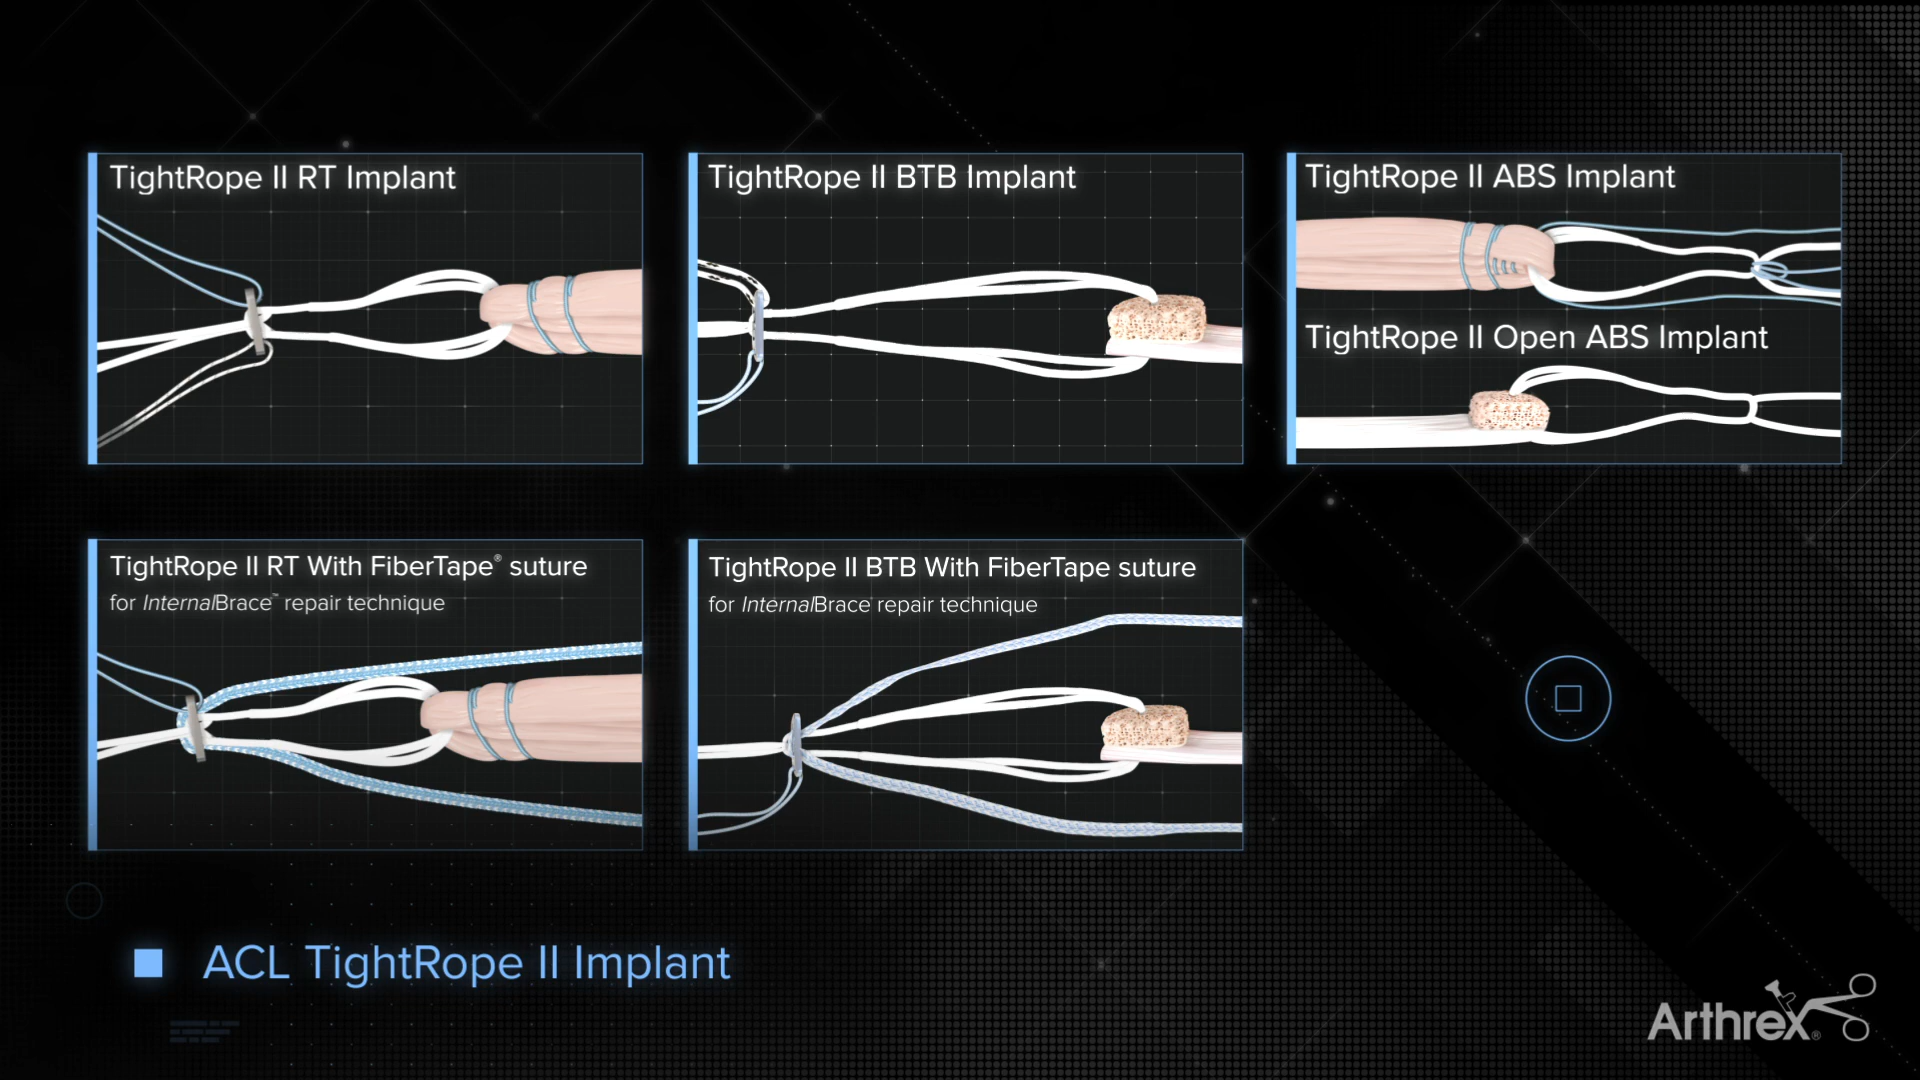 TightRope II RT Implant
TightRope II BTB Implant
TightRope II ABS Implant
TightRope II Open ABS Implant
TightRope II RT With FiberTape® suture
for InternalBrace™ repair technique
TightRope II BTB With FiberTape suture
for InternalBrace repair technique
ACL TightRope II Implant
Arthrex®